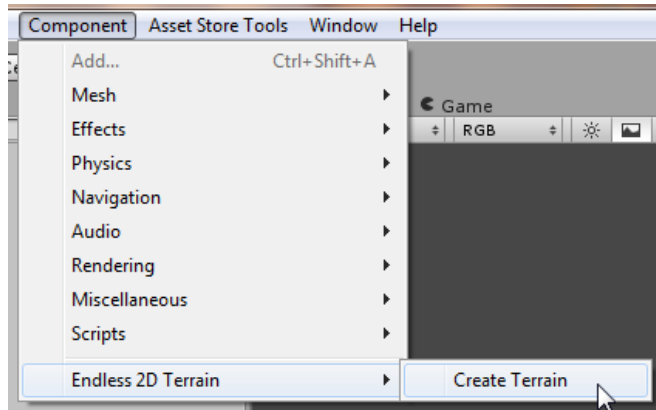 Component Asset Store Tools Window Help
Add... Ctrl+Shift+A
Mesh
Game
Effects
RGB
Physics
Navigation
Audio
Rendering
Miscellaneous
Scripts
Endless 2D Terrain
Create Terrain